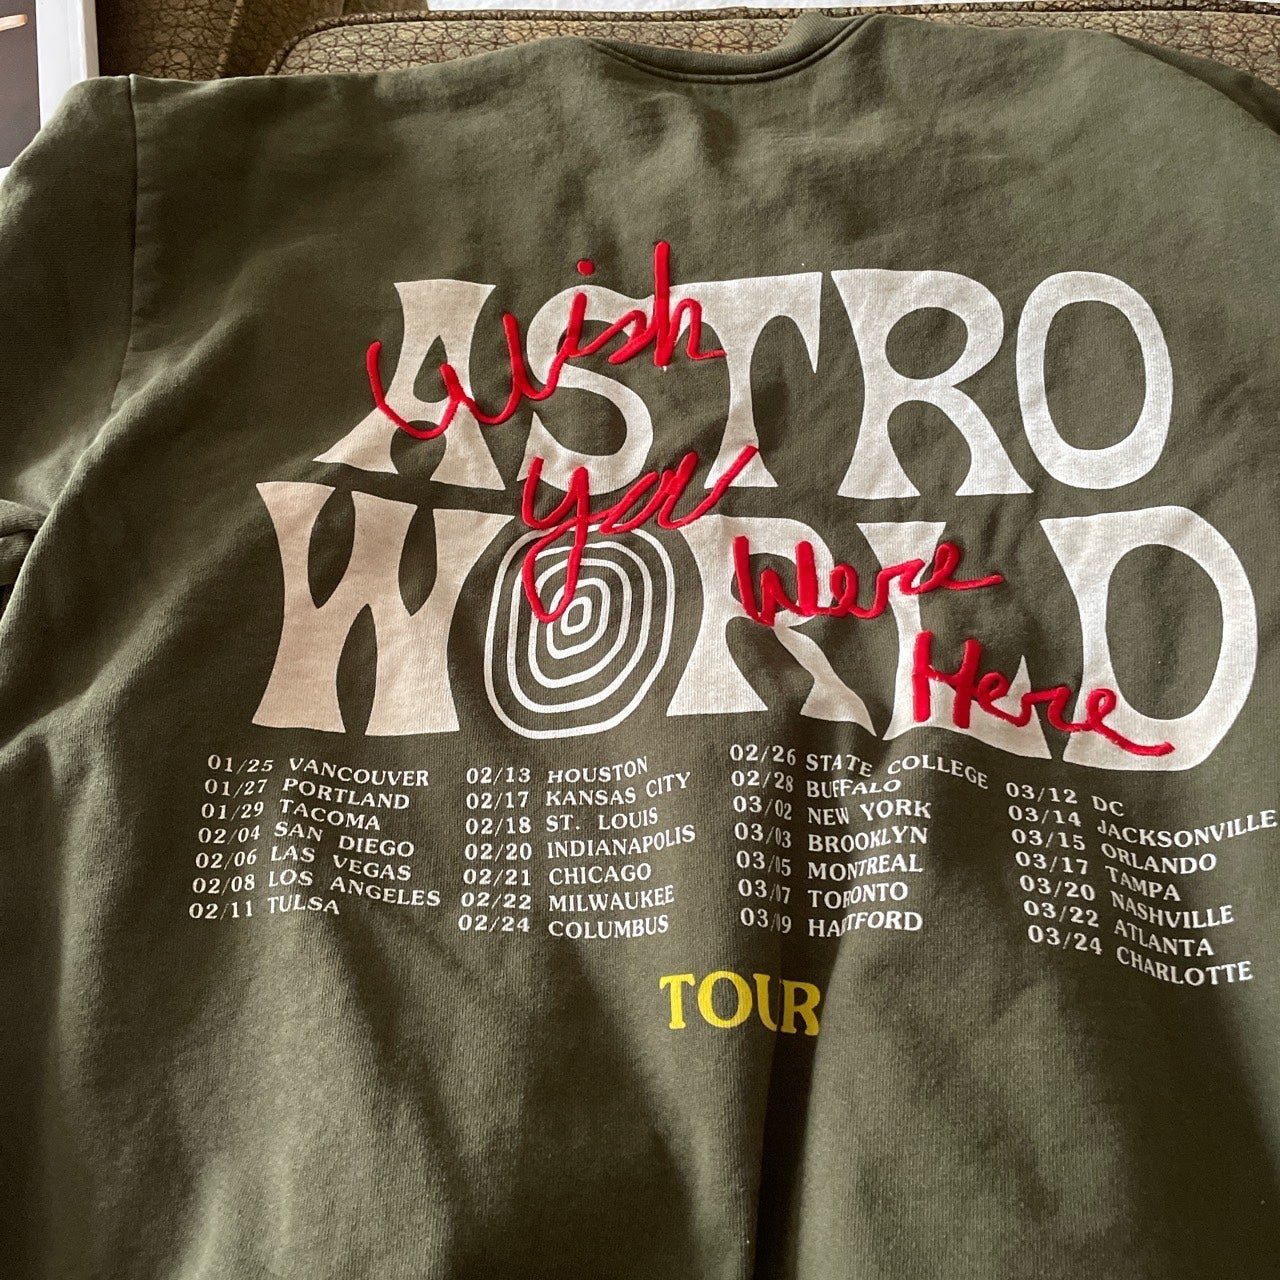 ASTRO
WORLD
Wish
you
Were
Here
01/25 VANCOUVER
01/27 PORTLAND
01/29 TACOMA
02/04 SAN DIEGO
02/06 LAS VEGAS
02/08 LOS ANGELES
02/11 TULSA
02/13 HOUSTON
02/17 KANSAS CITY
02/18 ST. LOUIS
02/20 INDIANAPOLIS
02/21 CHICAGO
02/22 MILWAUKEE
02/24 COLUMBUS
02/26 STATE COLLEGE
02/28 BUFFALO
03/02 NEW YORK
03/03 BROOKLYN
03/05 MONTREAL
03/07 TORONTO
03/09 HARTFORD
03/12 DC
03/14 JACKSONVILLE
03/15 ORLANDO
03/17 TAMPA
03/20 NASHVILLE
03/22 ATLANTA
03/24 CHARLOTTE
TOUR